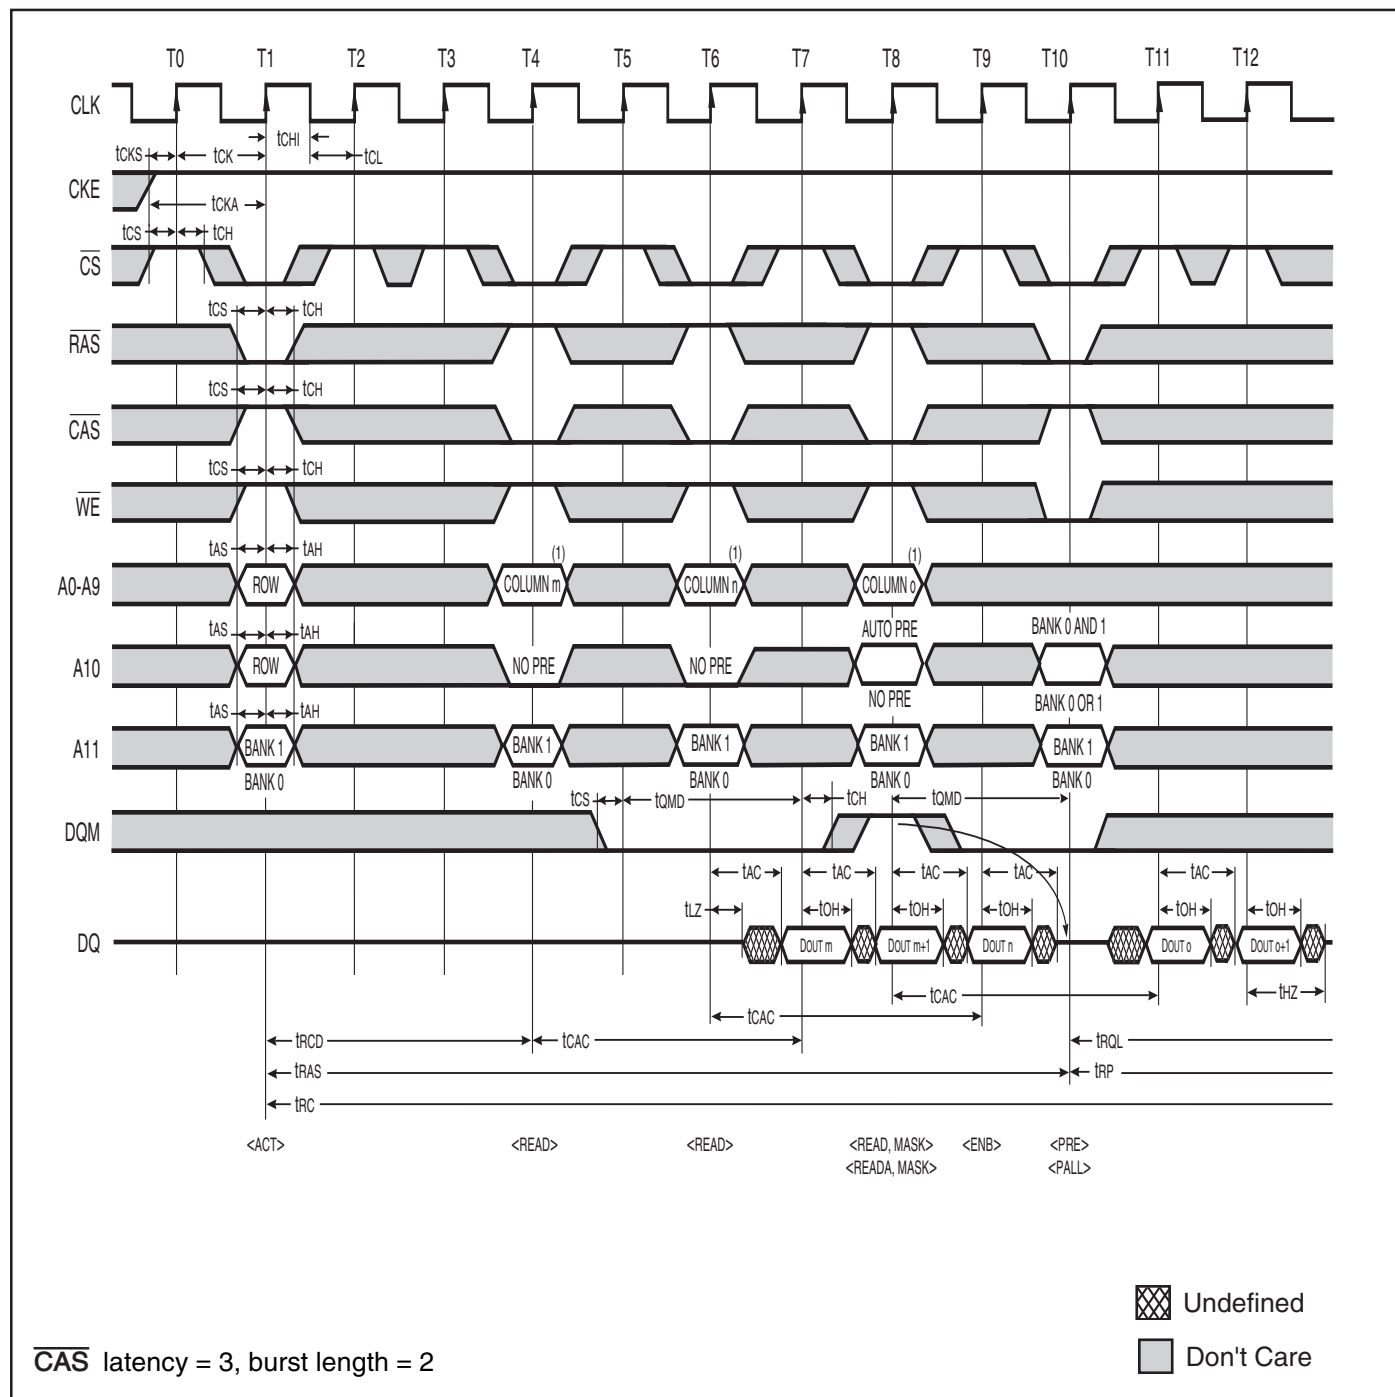 T0 T1 T2 T3 T4 T5 T6 T7 T8 T9 T10 T11 T12
CLK
tCHI
tCKS tCK tCL
CKE
tCKA
tCS tCH
CS
tCS tCH
RAS
tCS tCH
CAS
tCS tCH
WE
tAS tAH (1) (1) (1)
A0-A9 ROW COLUMN m COLUMN n COLUMN o
tAS tAH AUTO PRE BANK 0 AND 1
A10 ROW NO PRE NO PRE
NO PRE BANK 0 OR 1
tAS tAH
A11 BANK 1 BANK 1 BANK 1 BANK 1 BANK 1
BANK 0 BANK 0 BANK 0 BANK 0 BANK 0
tCS tQMD tCH tQMD
DQM
tAC tAC tAC tAC tAC
tLZ tOH tOH tOH tOH tOH
DQ DOUT m DOUT m+1 DOUT n DOUT o DOUT o+1
tCAC tHZ
tCAC
tRCD tCAC tRQL
tRAS tRP
tRC
<ACT> <READ> <READ> <READ, MASK> <ENB> <PRE>
<READA, MASK> <PALL>
Undefined
CAS latency = 3, burst length = 2
Don't Care